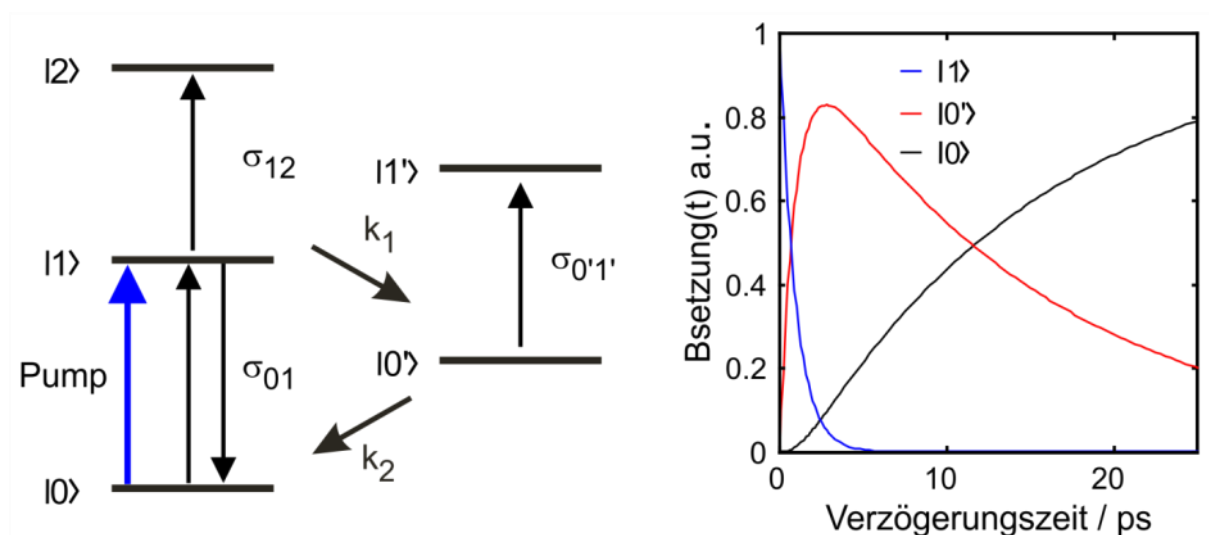 |2⟩
σ12
|1'⟩
k1
|1⟩
σ0'1'
Pump
σ01
|0'⟩
k2
|0⟩
Bsetzung(t) a.u.
1
0.8
0.6
0.4
0.2
0
|1⟩
|0'⟩
|0⟩
0
10
20
Verzögerungszeit / ps